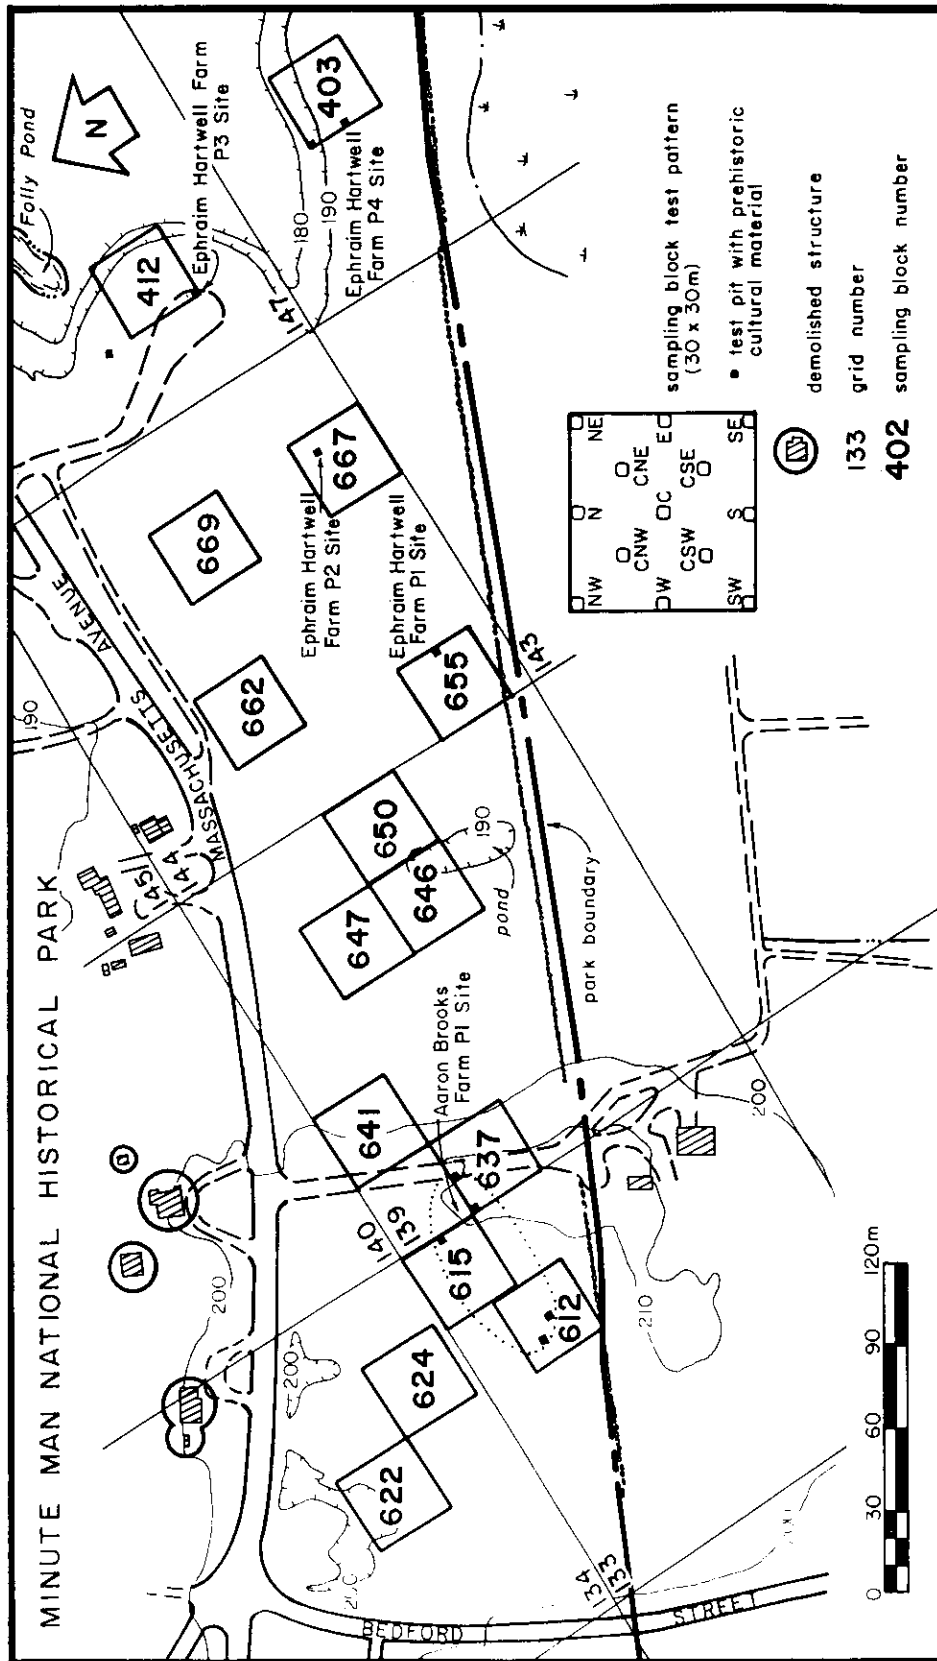 MINUTE MAN NATIONAL HISTORICAL PARK
Folly Pond
N
Ephraim Hartwell Farm
P3 Site
412
403
180
190
Ephraim Hartwell
Farm P4 Site
147
MASSACHUSETTS
AVENUE
190
669
667
Ephraim Hartwell
Farm P2 Site
Ephraim Hartwell
Farm P1 Site
662
655
143
145
144
650
646
647
190
pond
park boundary
Aaron Brooks
Farm P1 Site
641
637
140
139
615
612
624
622
200
200
200
210
134
133
BEDFORD
STREET
0
30
60
90
120m
NW
N
NE
CNW
CNE
W
C
E
CSW
CSE
SW
S
SE
sampling block test pattern
(30 x 30m)
test pit with prehistoric
cultural material
demolished structure
133
grid number
402
sampling block number